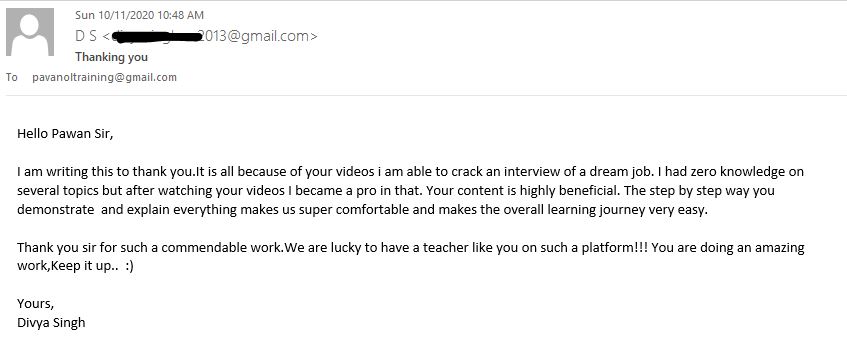 Sun 10/11/2020 10:48 AM
D S < 2013@gmail.com>
Thanking you
To pavanoltraining@gmail.com
Hello Pawan Sir,
I am writing this to thank you.It is all because of your videos i am able to crack an interview of a dream job. I had zero knowledge on
several topics but after watching your videos I became a pro in that. Your content is highly beneficial. The step by step way you
demonstrate and explain everything makes us super comfortable and makes the overall learning journey very easy.
Thank you sir for such a commendable work.We are lucky to have a teacher like you on such a platform!!! You are doing an amazing
work,Keep it up.. :)
Yours,
Divya Singh